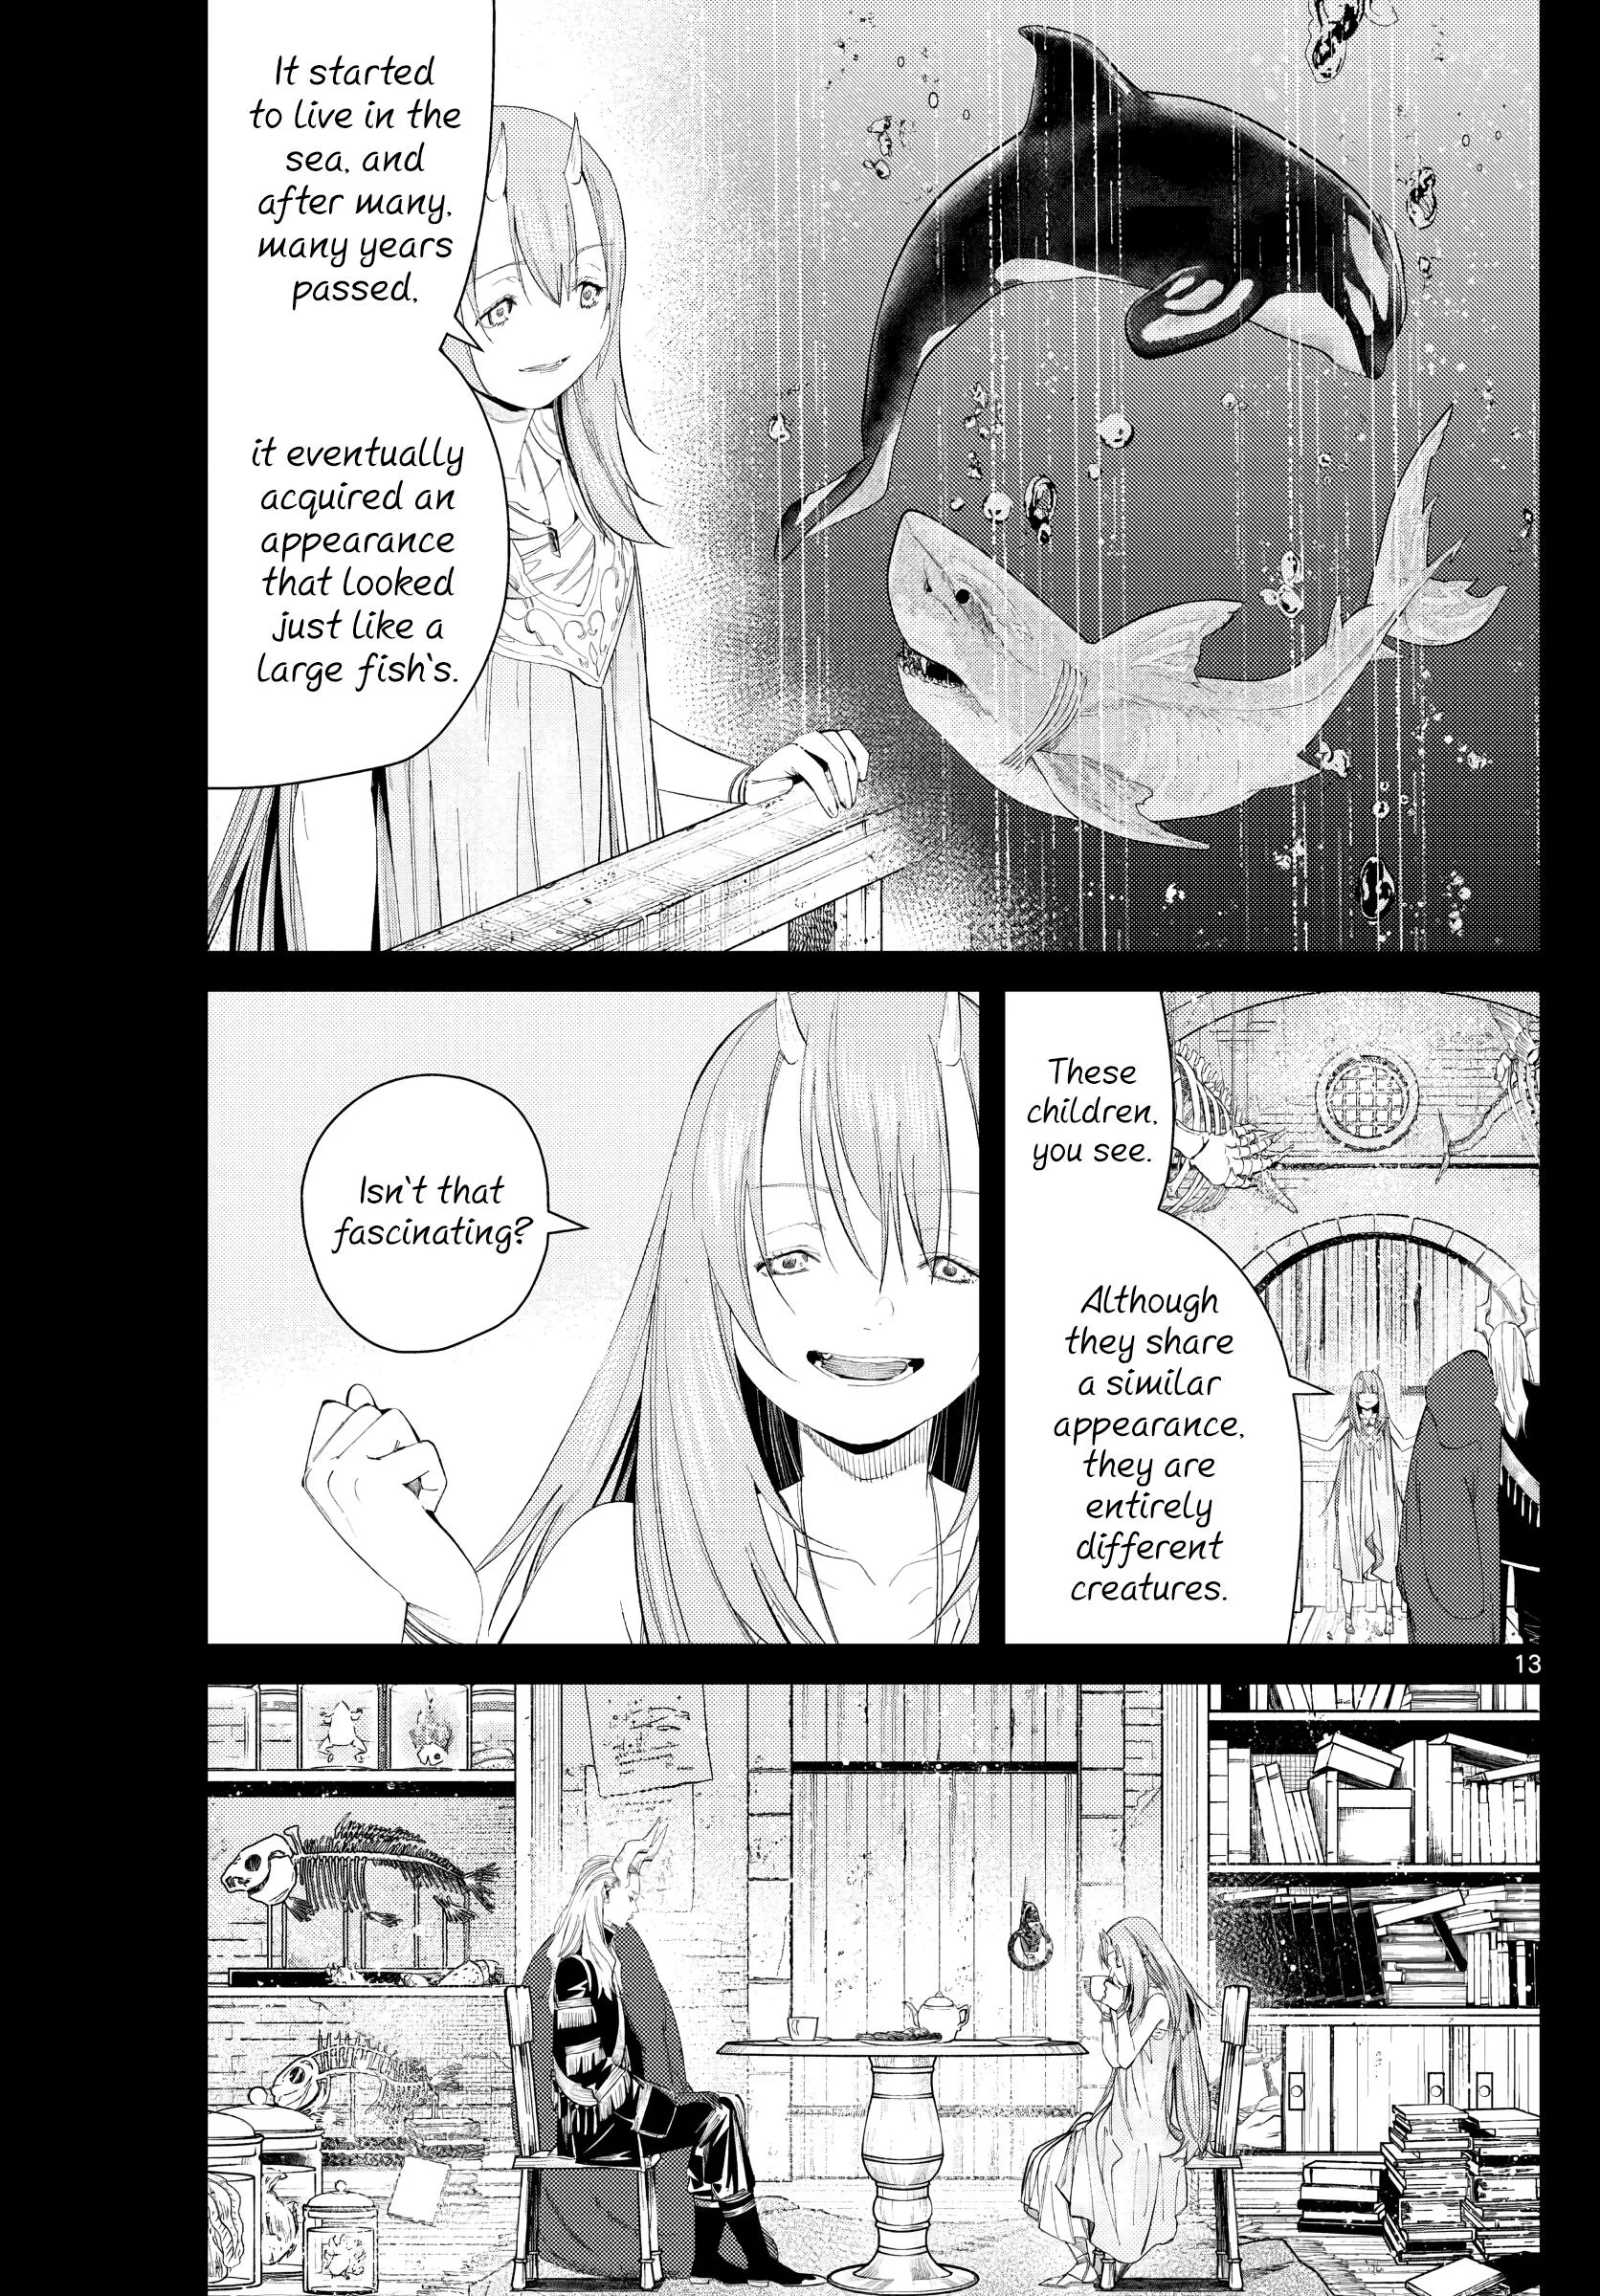 It started
to live in the
sea, and
after many,
many years
passed,
it eventually
acquired an
appearance
that looked
just like a
large fish's.
These
children,
you see.
Although
they share
a similar
appearance,
they are
entirely
different
creatures.
Isn't that
fascinating?
13